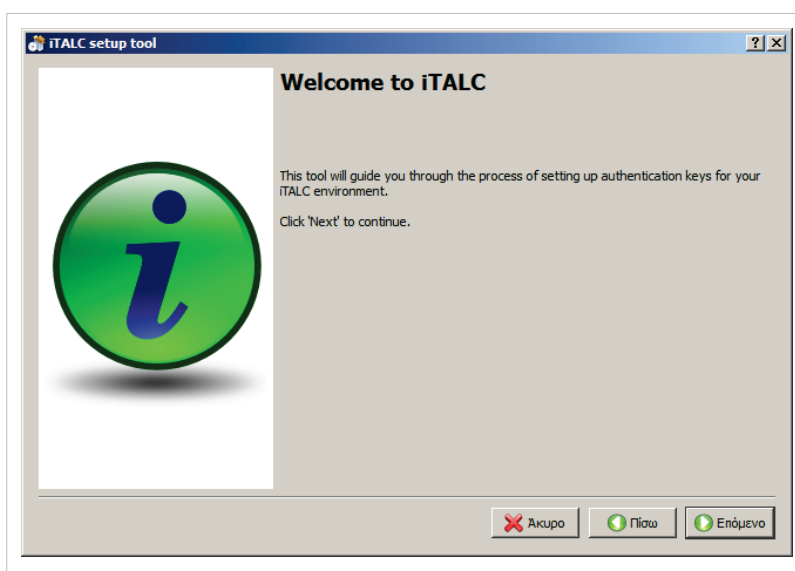 iTALC setup tool
Welcome to iTALC
This tool will guide you through the process of setting up authentication keys for your
iTALC environment.
Click 'Next' to continue.
Άκυρο
Πίσω
Επόμενο